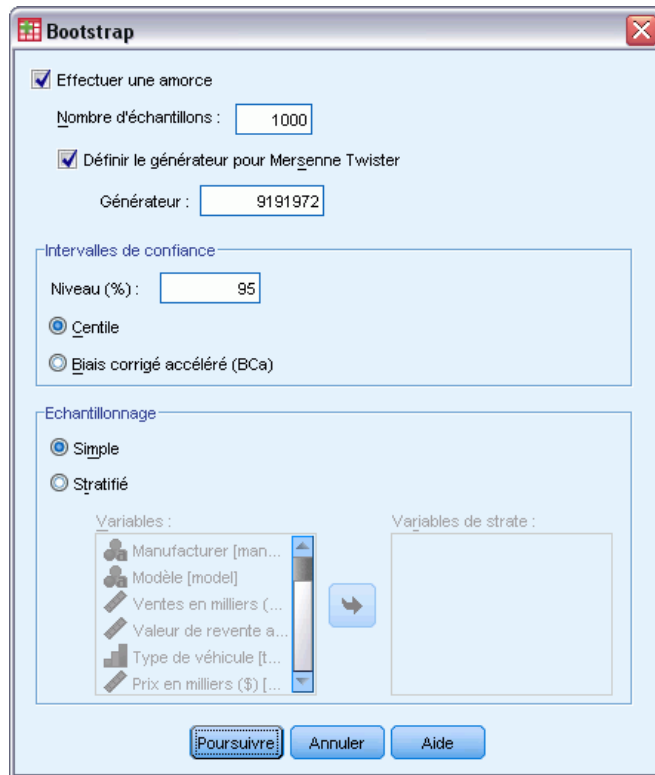 Bootstrap
Effectuer une amorce
Nombre d'échantillons : 1000
Définir le générateur pour Mersenne Twister
Générateur : 9191972
Intervalles de confiance
Niveau (%) : 95
Centile
Biais corrigé accéléré (BCa)
Echantillonnage
Simple
Stratifié
Variables :
Manufacturer [man...
Modèle [model]
Ventes en milliers (...
Valeur de revente a...
Type de véhicule [t...
Prix en milliers ($) [...
Variables de strate :
Poursuivre Annuler Aide